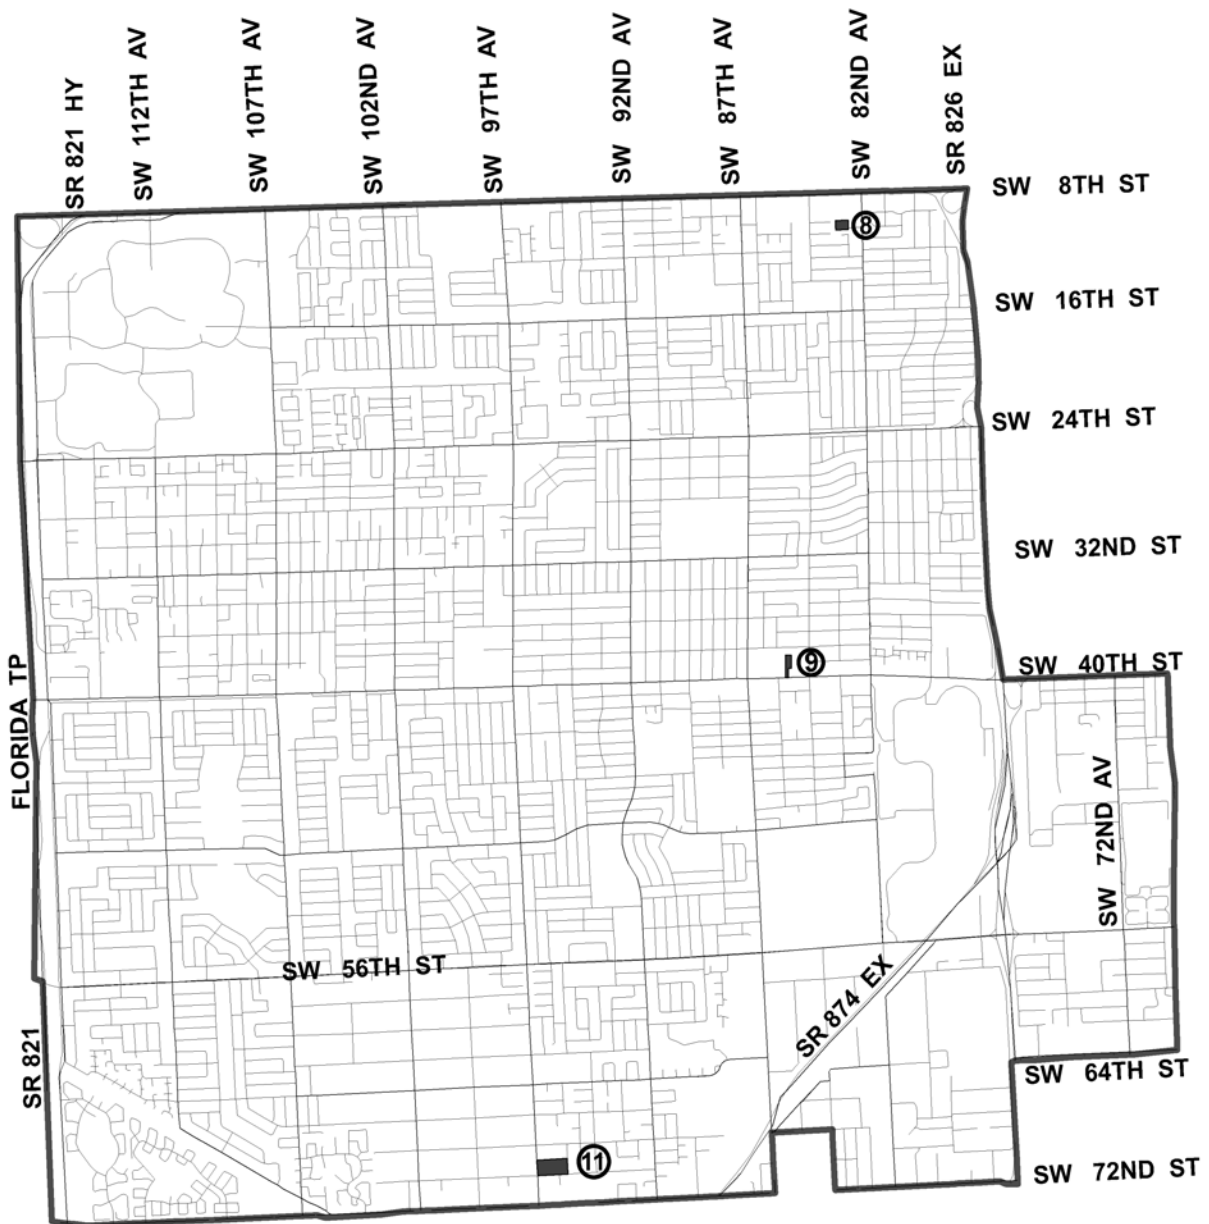 SR 821 HY
SW 112TH AV
SW 107TH AV
SW 102ND AV
SW 97TH AV
SW 92ND AV
SW 87TH AV
SW 82ND AV
SR 826 EX
SW 8TH ST
8
SW 16TH ST
SW 24TH ST
SW 32ND ST
9
SW 40TH ST
FLORIDA TP
SW 72ND AV
SW 56TH ST
SR 874 EX
SR 821
SW 64TH ST
11
SW 72ND ST